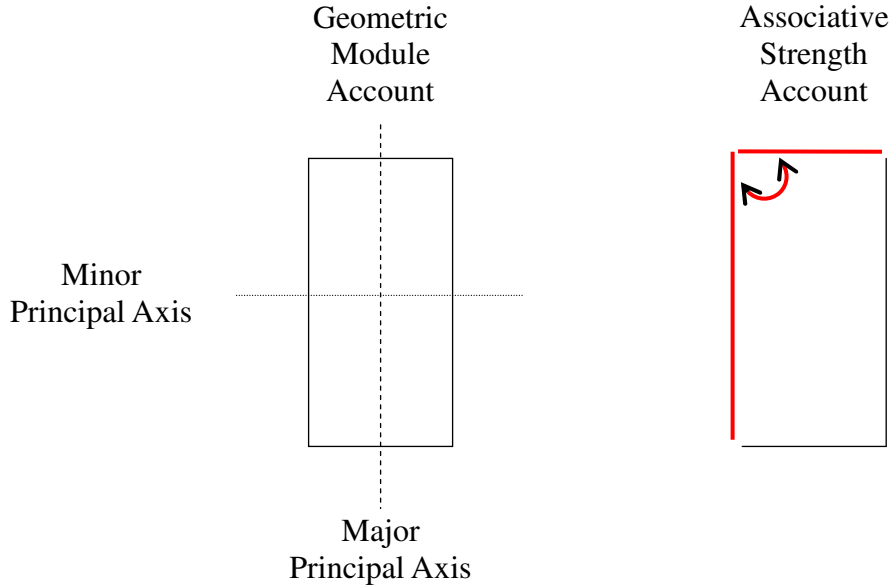 Geometric
Module
Account
Associative
Strength
Account
Minor
Principal Axis
Major
Principal Axis